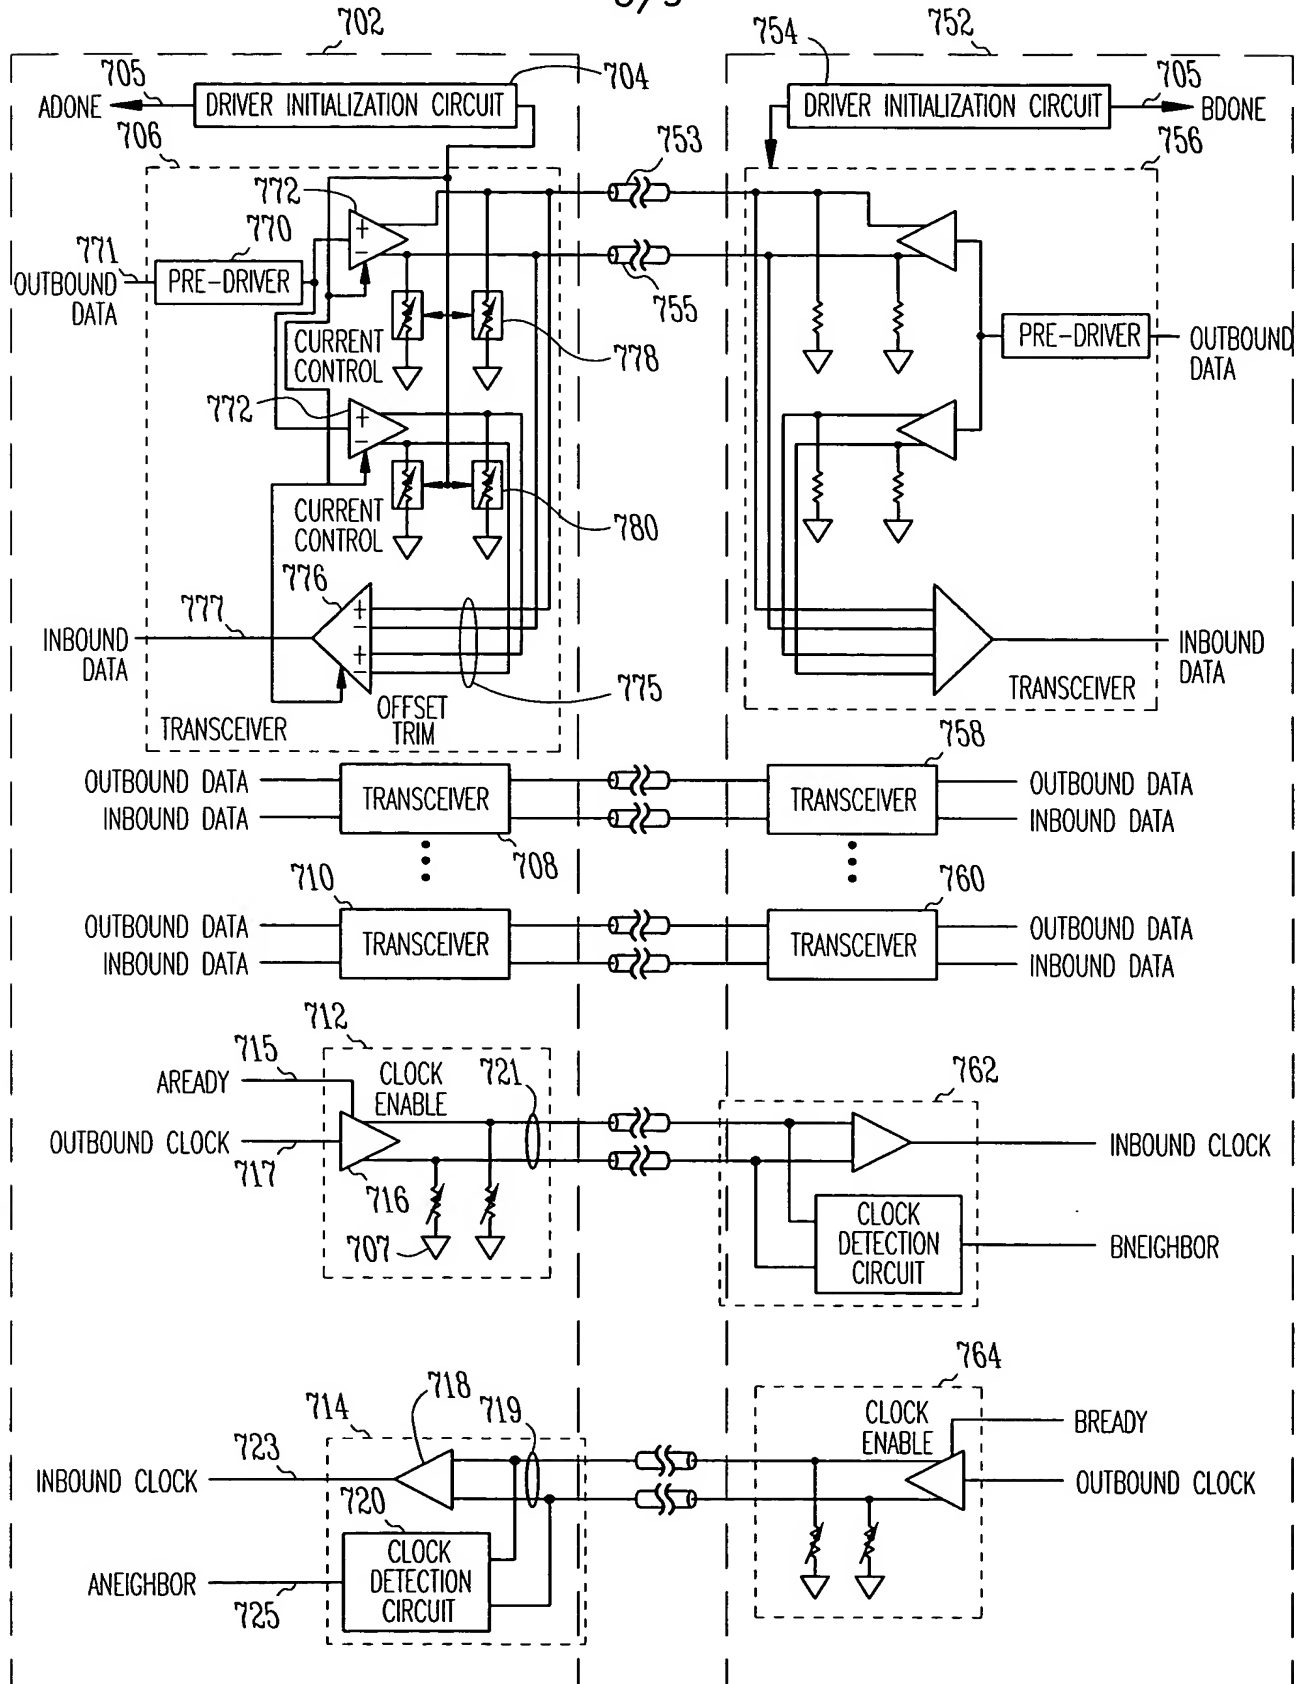 702
754
752
705
704
705
ADONE
DRIVER INITIALIZATION CIRCUIT
DRIVER INITIALIZATION CIRCUIT
BDONE
706
753
756
772
+
−
771
770
OUTBOUND
DATA
PRE-DRIVER
755
CURRENT
CONTROL
778
PRE-DRIVER
OUTBOUND
DATA
772
+
−
CURRENT
CONTROL
780
776
777
+
−
+
−
INBOUND
DATA
INBOUND
DATA
775
OFFSET
TRIM
TRANSCEIVER
TRANSCEIVER
758
OUTBOUND DATA
INBOUND DATA
TRANSCEIVER
TRANSCEIVER
OUTBOUND DATA
INBOUND DATA
708
710
760
OUTBOUND DATA
INBOUND DATA
TRANSCEIVER
TRANSCEIVER
OUTBOUND DATA
INBOUND DATA
712
715
721
762
AREADY
CLOCK
ENABLE
OUTBOUND CLOCK
717
716
INBOUND CLOCK
707
CLOCK
DETECTION
CIRCUIT
BNEIGHBOR
764
718
719
714
CLOCK
ENABLE
BREADY
723
INBOUND CLOCK
OUTBOUND CLOCK
720
CLOCK
DETECTION
CIRCUIT
ANEIGHBOR
725